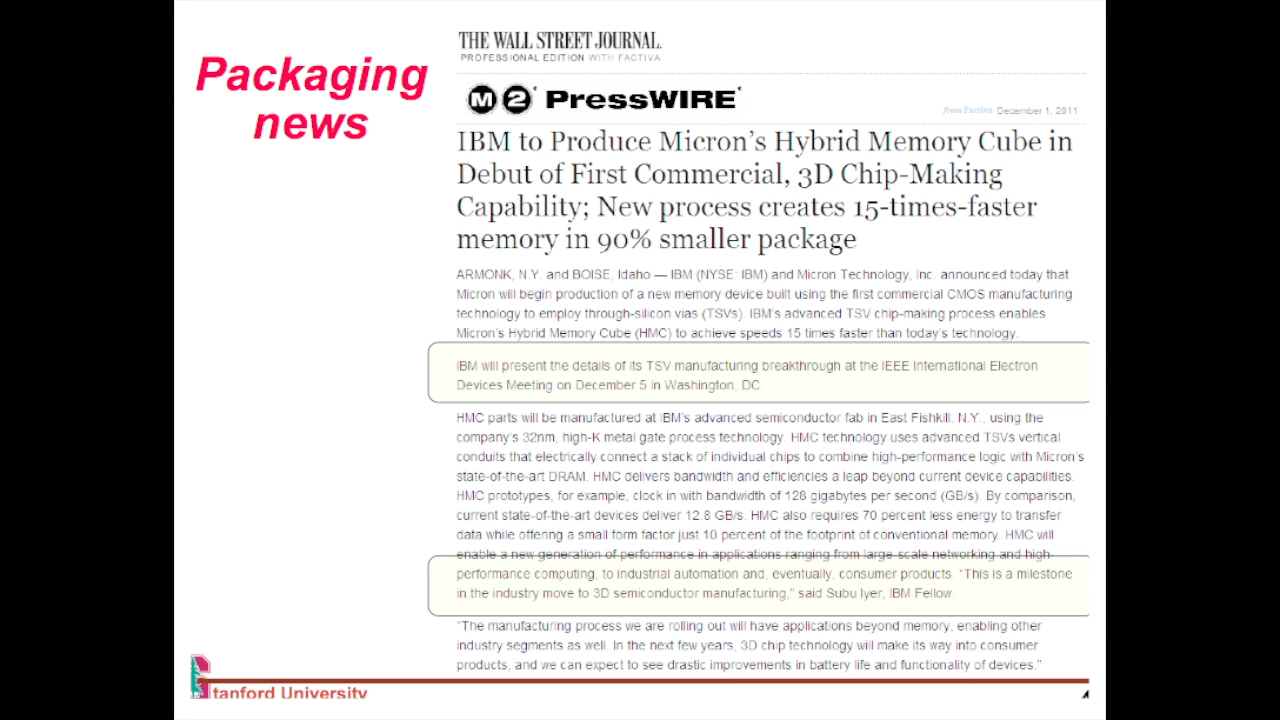 Packaging
news
THE WALL STREET JOURNAL.
PROFESSIONAL EDITION WITH FACTIVA
M2 PressWIRE
from Factiva December 1, 2011
IBM to Produce Micron's Hybrid Memory Cube in
Debut of First Commercial, 3D Chip-Making
Capability; New process creates 15-times-faster
memory in 90% smaller package
ARMONK, N.Y. and BOISE, Idaho — IBM (NYSE: IBM) and Micron Technology, Inc. announced today that
Micron will begin production of a new memory device built using the first commercial CMOS manufacturing
technology to employ through-silicon vias (TSVs). IBM's advanced TSV chip-making process enables
Micron's Hybrid Memory Cube (HMC) to achieve speeds 15 times faster than today's technology.
IBM will present the details of its TSV manufacturing breakthrough at the IEEE International Electron
Devices Meeting on December 5 in Washington, DC.
HMC parts will be manufactured at IBM's advanced semiconductor fab in East Fishkill, N.Y., using the
company's 32nm, high-K metal gate process technology. HMC technology uses advanced TSVs vertical
conduits that electrically connect a stack of individual chips to combine high-performance logic with Micron's
state-of-the-art DRAM. HMC delivers bandwidth and efficiencies a leap beyond current device capabilities.
HMC prototypes, for example, clock in with bandwidth of 128 gigabytes per second (GB/s). By comparison,
current state-of-the-art devices deliver 12.8 GB/s. HMC also requires 70 percent less energy to transfer
data while offering a small form factor just 10 percent of the footprint of conventional memory. HMC will
enable a new generation of performance in applications ranging from large-scale networking and high-
performance computing, to industrial automation and, eventually, consumer products. “This is a milestone
in the industry move to 3D semiconductor manufacturing,” said Subu Iyer, IBM Fellow.
“The manufacturing process we are rolling out will have applications beyond memory, enabling other
industry segments as well. In the next few years, 3D chip technology will make its way into consumer
products, and we can expect to see drastic improvements in battery life and functionality of devices.”
Stanford University